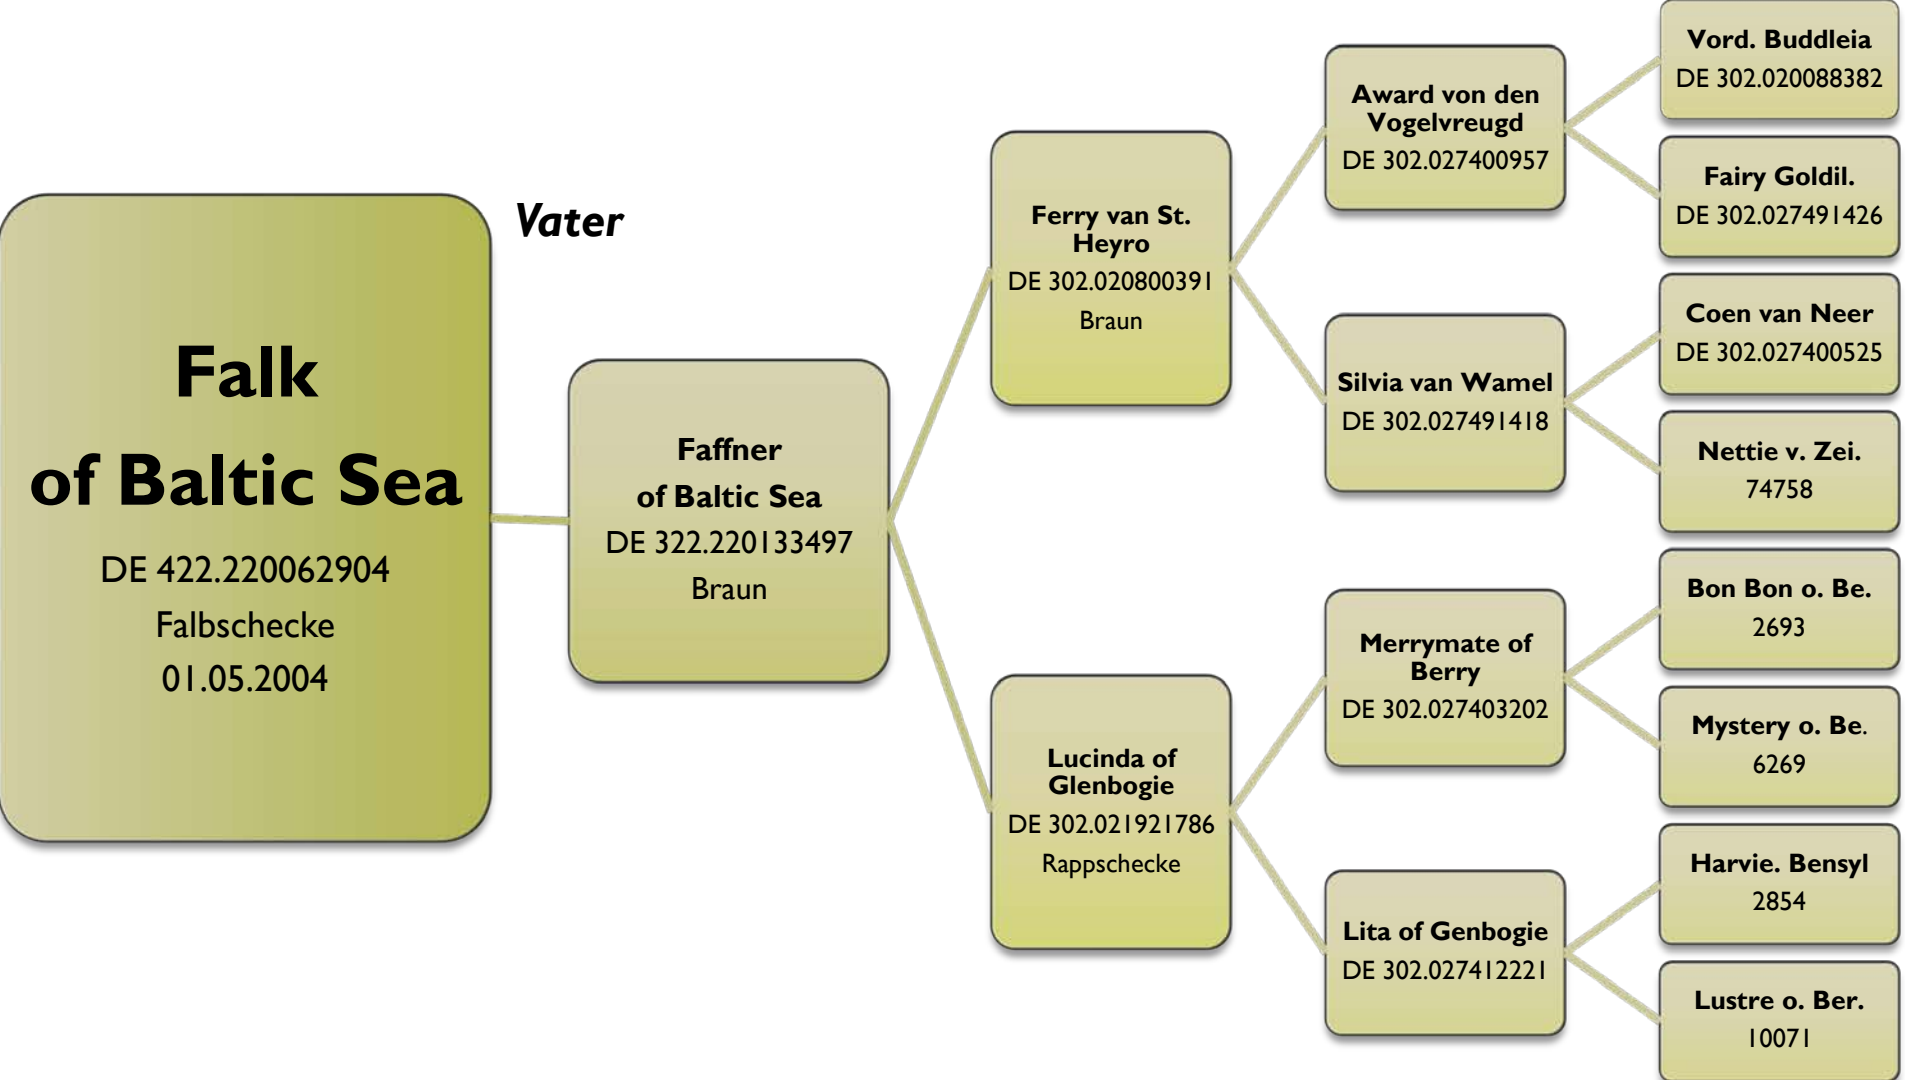 Falk
of Baltic Sea
DE 422.220062904
Falbschecke
01.05.2004
Vater
Faffner
of Baltic Sea
DE 322.220133497
Braun
Ferry van St.
Heyro
DE 302.020800391
Braun
Lucinda of
Glenbogie
DE 302.021921786
Rappschecke
Award von den
Vogelvreugd
DE 302.027400957
Silvia van Wamel
DE 302.027491418
Merrymate of
Berry
DE 302.027403202
Lita of Genbogie
DE 302.027412221
Vord. Buddleia
DE 302.020088382
Fairy Goldil.
DE 302.027491426
Coen van Neer
DE 302.027400525
Nettie v. Zei.
74758
Bon Bon o. Be.
2693
Mystery o. Be.
6269
Harvie. Bensyl
2854
Lustre o. Ber.
10071